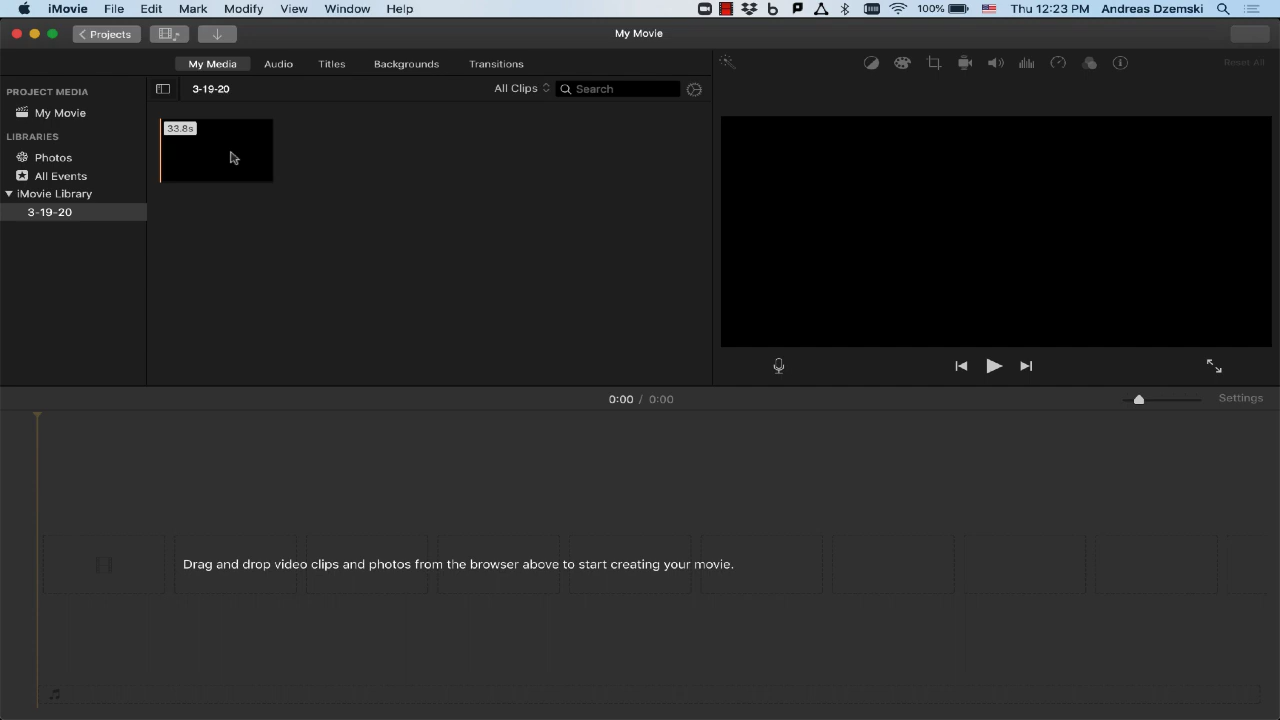 iMovie File Edit Mark Modify View Window Help 100% Thu 12:23 PM Andreas Dzemski
Projects My Movie
My Media Audio Titles Backgrounds Transitions Reset All
PROJECT MEDIA 3-19-20 All Clips Search
My Movie
33.8s
LIBRARIES
Photos
All Events
iMovie Library
3-19-20
0:00 / 0:00 Settings
Drag and drop video clips and photos from the browser above to start creating your movie.